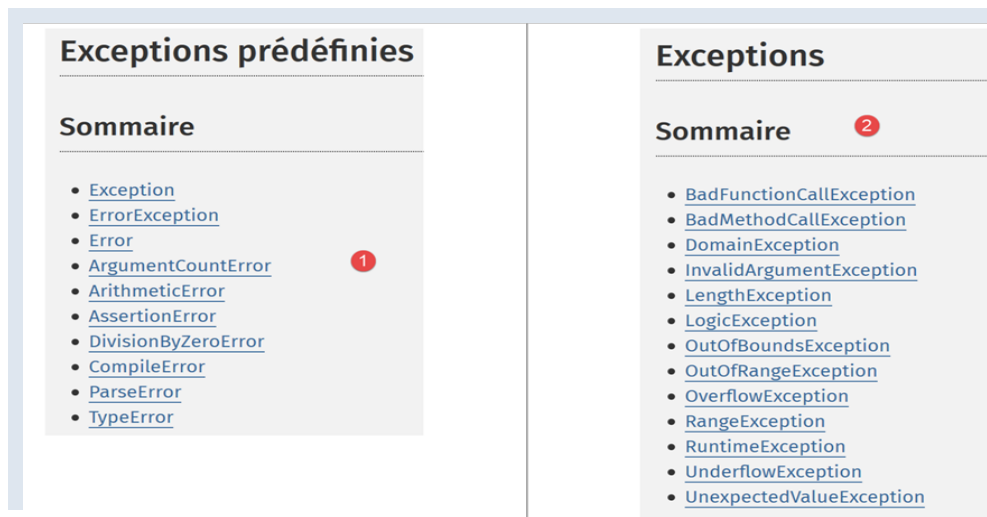 Exceptions prédéfinies
Sommaire
Exception
ErrorException
Error
ArgumentCountError
1
ArithmeticError
AssertionError
DivisionByZeroError
CompileError
ParseError
TypeError
Exceptions
Sommaire 2
BadFunctionCallException
BadMethodCallException
DomainException
InvalidArgumentException
LengthException
LogicException
OutOfBoundsException
OutOfRangeException
OverflowException
RangeException
RuntimeException
UnderflowException
UnexpectedValueException